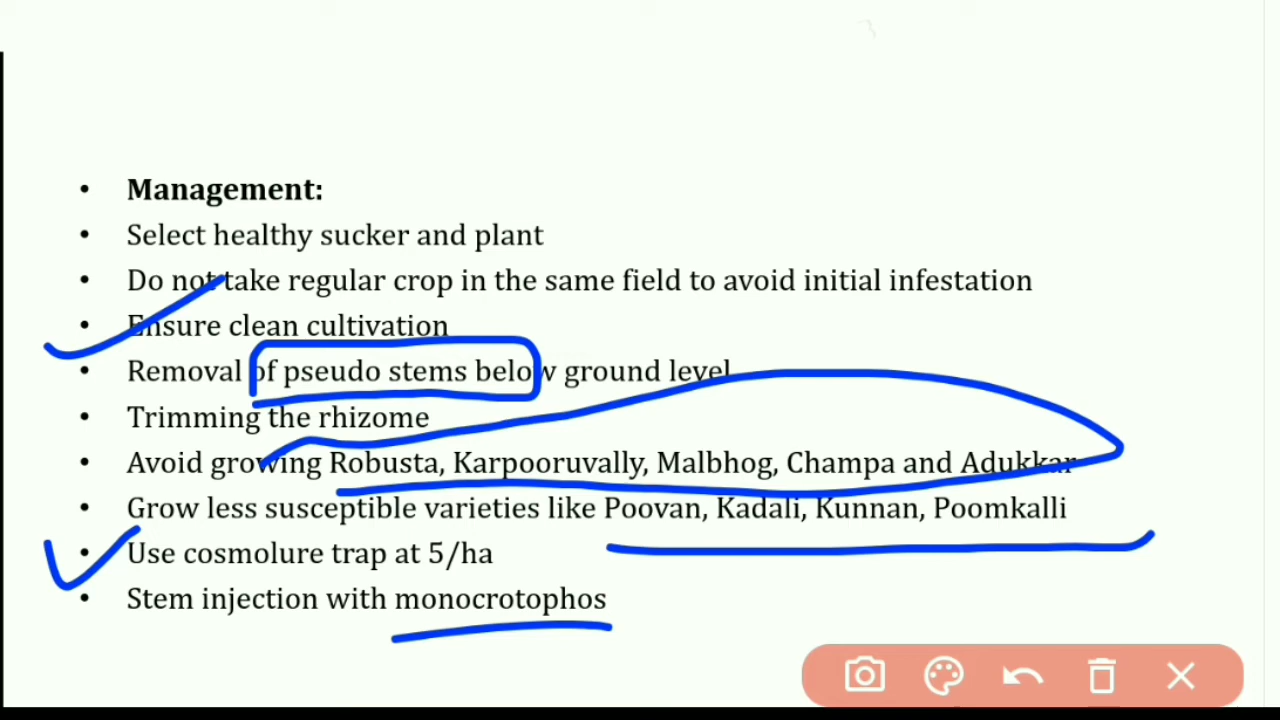 • Management:
• Select healthy sucker and plant
• Do not take regular crop in the same field to avoid initial infestation
• Ensure clean cultivation
• Removal of pseudo stems below ground level
• Trimming the rhizome
• Avoid growing Robusta, Karpooruvally, Malbhog, Champa and Adukkar
• Grow less susceptible varieties like Poovan, Kadali, Kunnan, Poomkalli
• Use cosmolure trap at 5/ha
• Stem injection with monocrotophos